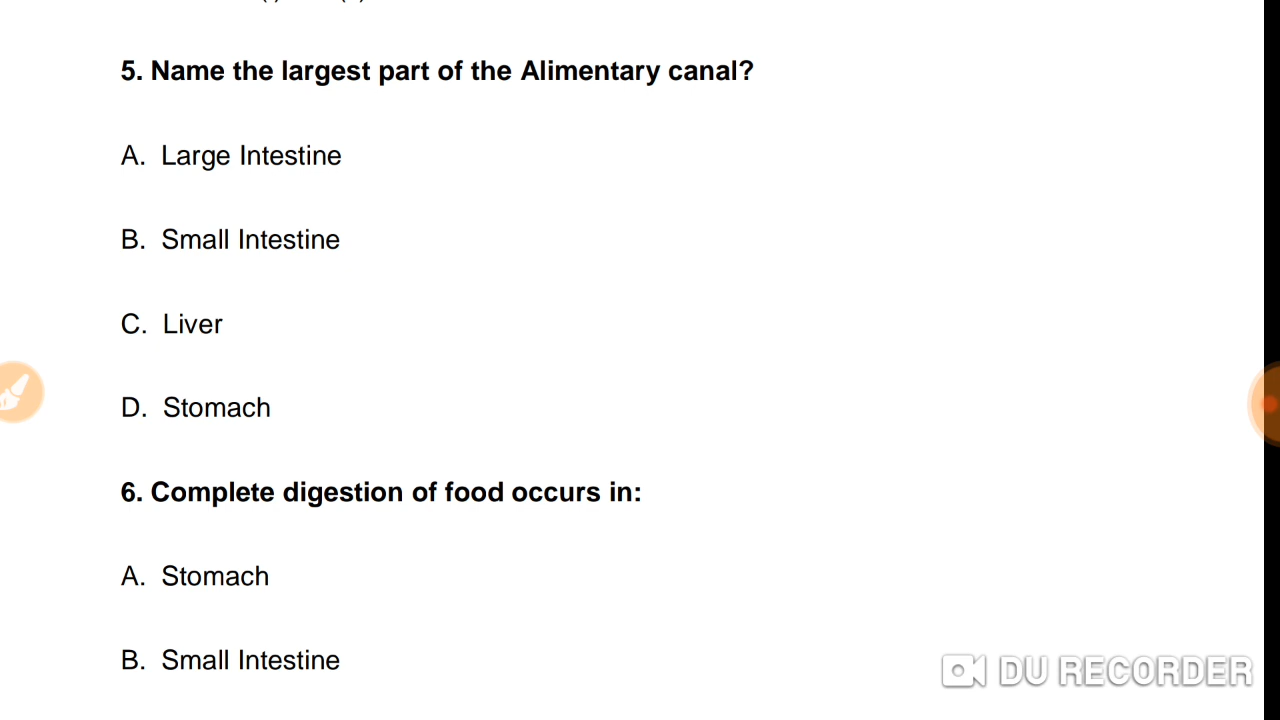 5. Name the largest part of the Alimentary canal?
A. Large Intestine
B. Small Intestine
C. Liver
D. Stomach
6. Complete digestion of food occurs in:
A. Stomach
B. Small Intestine
DU RECORDER